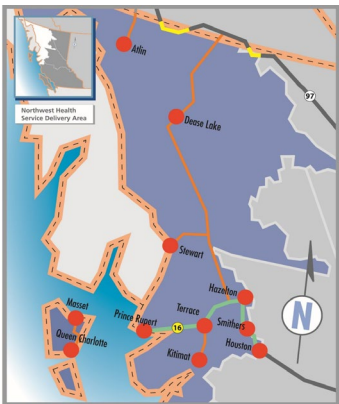 Northwest Health
Service Delivery Area
Atlin
97
Dease Lake
Stewart
Hazelton
Masset
Prince Rupert
16
Terrace
Smithers
Queen Charlotte
Kitimat
Houston
N